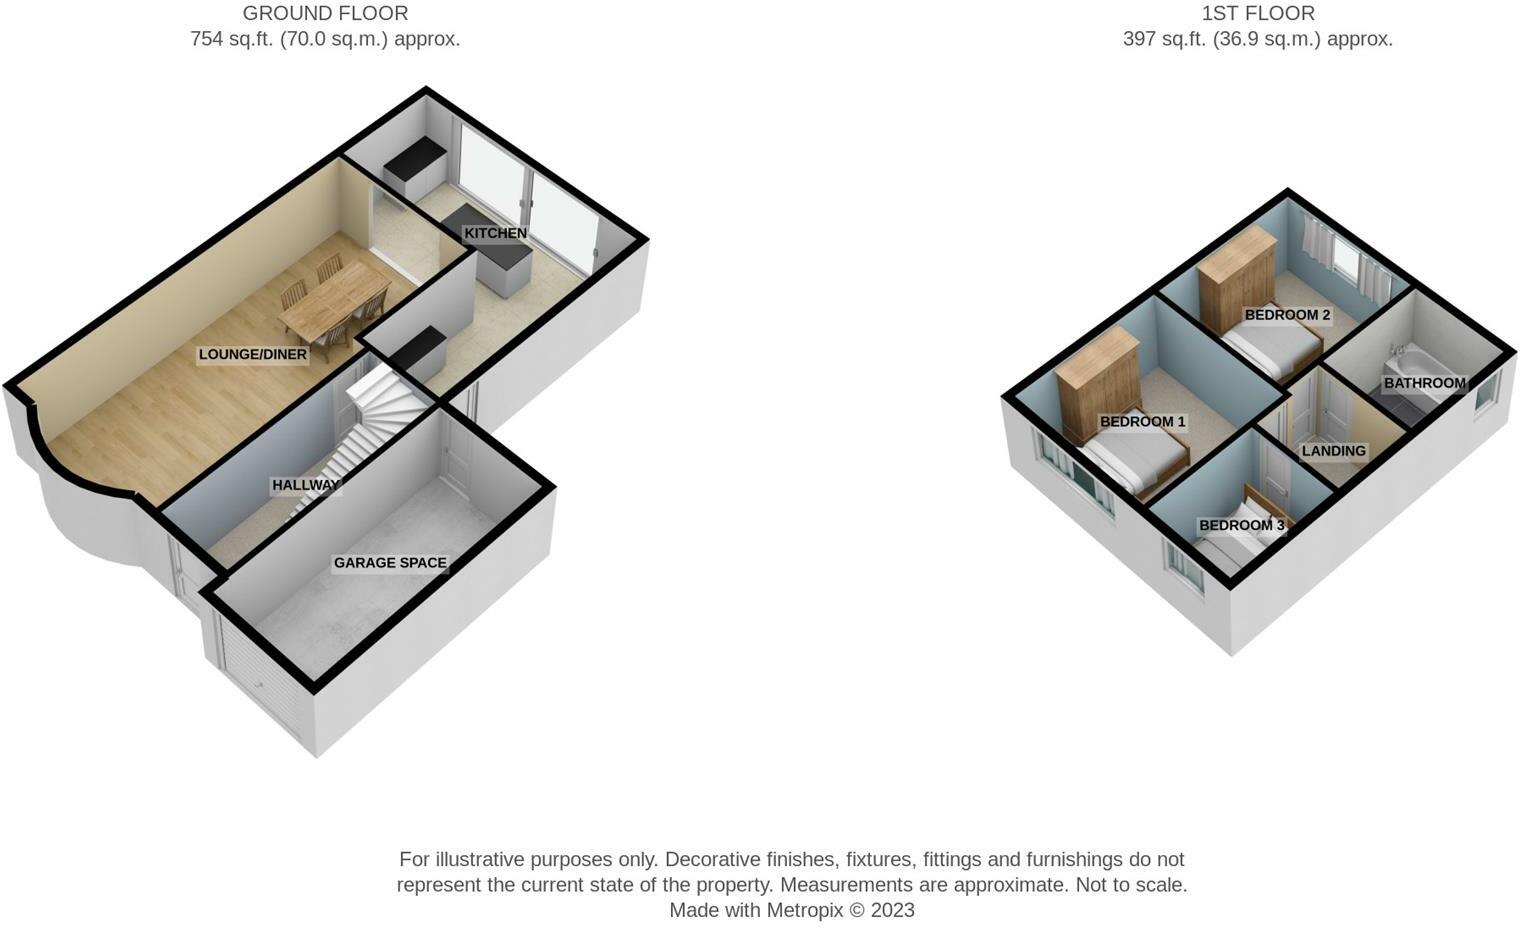 GROUND FLOOR
754 sq.ft. (70.0 sq.m.) approx.
KITCHEN
LOUNGE/DINER
HALLWAY
GARAGE SPACE
1ST FLOOR
397 sq.ft. (36.9 sq.m.) approx.
BEDROOM 2
BATHROOM
BEDROOM 1
LANDING
BEDROOM 3
For illustrative purposes only. Decorative finishes, fixtures, fittings and furnishings do not
represent the current state of the property. Measurements are approximate. Not to scale.
Made with Metropix © 2023